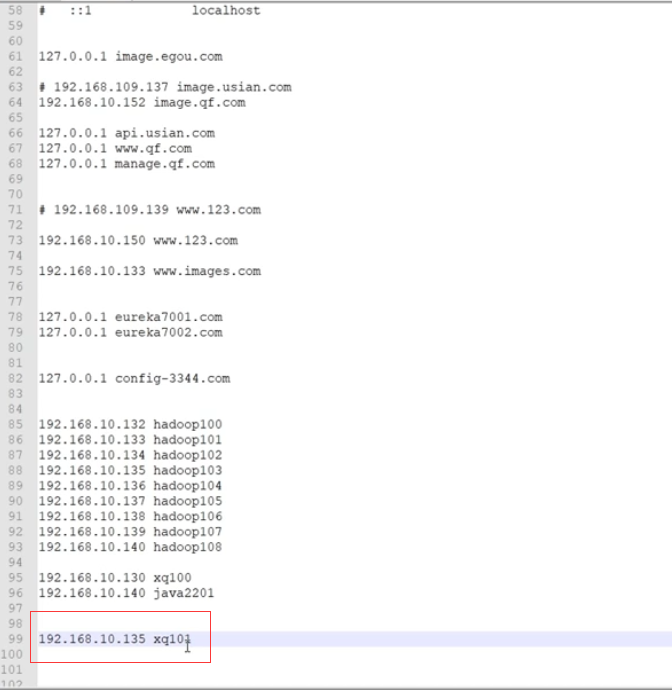 58 # ::1 localhost
59
60
61 127.0.0.1 image.egou.com
62
63 # 192.168.109.137 image.usian.com
64 192.168.10.152 image.qf.com
65
66 127.0.0.1 api.usian.com
67 127.0.0.1 www.qf.com
68 127.0.0.1 manage.qf.com
69
70
71 # 192.168.109.139 www.123.com
72
73 192.168.10.150 www.123.com
74
75 192.168.10.133 www.images.com
76
77
78 127.0.0.1 eureka7001.com
79 127.0.0.1 eureka7002.com
80
81
82 127.0.0.1 config-3344.com
83
84
85 192.168.10.132 hadoop100
86 192.168.10.133 hadoop101
87 192.168.10.134 hadoop102
88 192.168.10.135 hadoop103
89 192.168.10.136 hadoop104
90 192.168.10.137 hadoop105
91 192.168.10.138 hadoop106
92 192.168.10.139 hadoop107
93 192.168.10.140 hadoop108
94
95 192.168.10.130 xq100
96 192.168.10.140 java2201
97
98
99 192.168.10.135 xq101
100
101
102